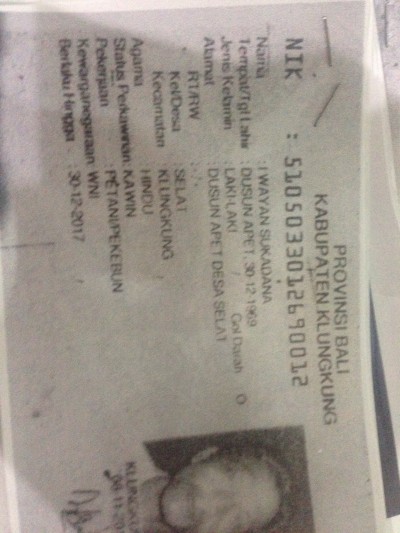 PROVINSI BALI
KABUPATEN KLUNGKUNG
NIK : 5105033012690012
Nama : I WAYAN SUKADANA
Tempat/Tgl Lahir : DUSUN APET, 30-12-1969
Jenis Kelamin : LAKI-LAKI / Gol Darah O
Alamat : DUSUN APET DESA SELAT
RT/RW : - / -
Kel/Desa : SELAT
Kecamatan : KLUNGKUNG
Agama : HINDU
Status Perkawinan : KAWIN
Pekerjaan : PETANI/PEKEBUN
Kewarganegaraan : WNI
Berlaku Hingga : 30-12-2017